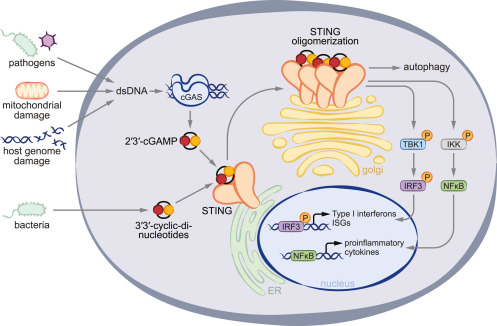 STING
oligomerization
pathogens
dsDNA
cGAS
autophagy
mitochondrial
damage
host genome
damage
2'3'-cGAMP
P
P
TBK1
IKK
golgi
P
IRF3
NFκB
STING
bacteria
3'3'-cyclic-di-
nucleotides
P
IRF3
Type I interferons
ISGs
NFκB
proinflammatory
cytokines
ER
nucleus